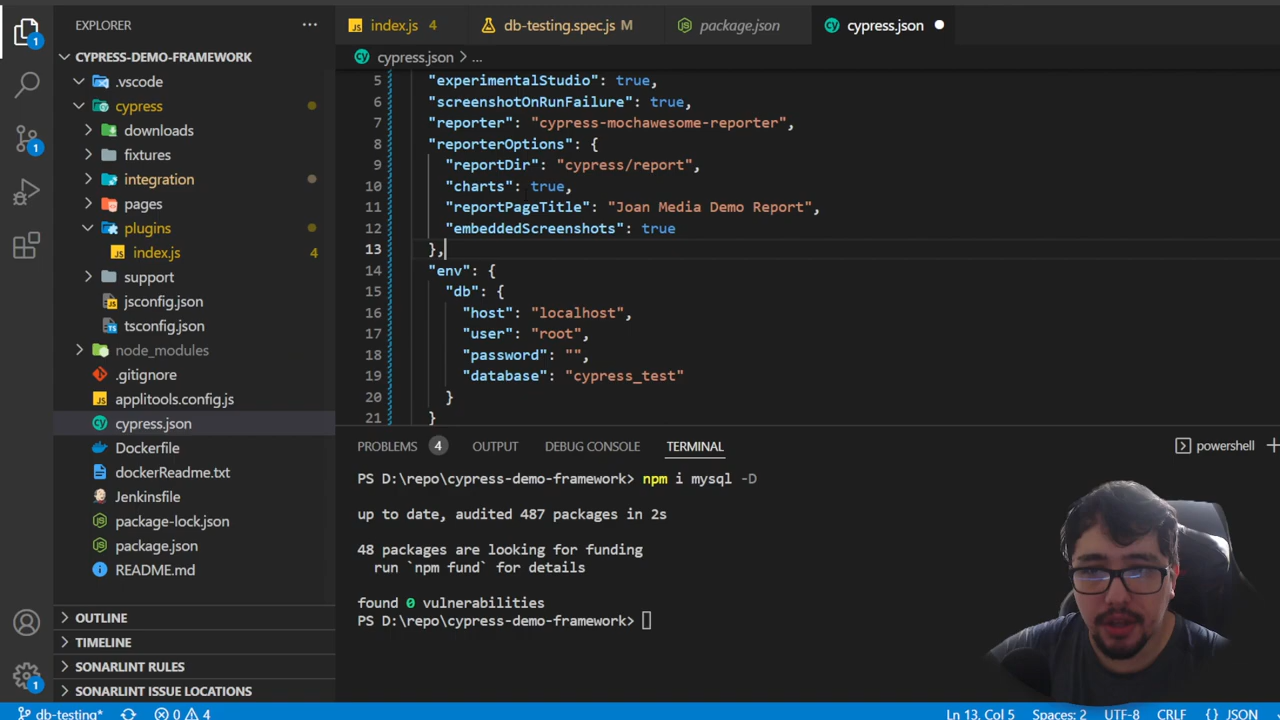 EXPLORER
CYPRESS-DEMO-FRAMEWORK
.vscode
cypress
downloads
fixtures
integration
pages
plugins
index.js 4
support
jsconfig.json
tsconfig.json
node_modules
.gitignore
applitools.config.js
cypress.json
Dockerfile
dockerReadme.txt
Jenkinsfile
package-lock.json
package.json
README.md
OUTLINE
TIMELINE
SONARLINT RULES
SONARLINT ISSUE LOCATIONS
1
1
1
index.js 4 db-testing.spec.js M package.json cypress.json
cypress.json > ...
5 "experimentalStudio": true,
6 "screenshotOnRunFailure": true,
7 "reporter": "cypress-mochawesome-reporter",
8 "reporterOptions": {
9 "reportDir": "cypress/report",
10 "charts": true,
11 "reportPageTitle": "Joan Media Demo Report",
12 "embeddedScreenshots": true
13 },
14 "env": {
15 "db": {
16 "host": "localhost",
17 "user": "root",
18 "password": "",
19 "database": "cypress_test"
20 }
21 }
PROBLEMS 4 OUTPUT DEBUG CONSOLE TERMINAL powershell
PS D:\repo\cypress-demo-framework> npm i mysql -D
up to date, audited 487 packages in 2s
48 packages are looking for funding
run `npm fund` for details
found 0 vulnerabilities
PS D:\repo\cypress-demo-framework>
db-testing* 0 4 Ln 13, Col 5 Spaces: 2 UTF-8 CRLF {} JSON